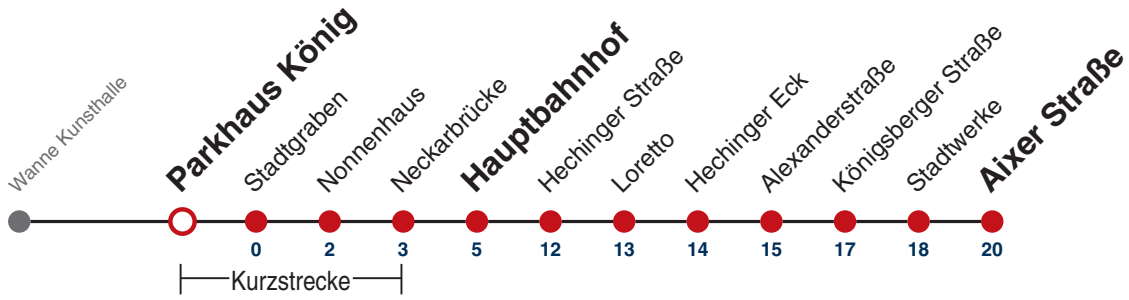 Wanne Kunsthalle
Parkhaus König
Stadtgraben
Nonnenhaus
Neckarbrücke
Hauptbahnhof
Hechinger Straße
Loretto
Hechinger Eck
Alexanderstraße
Königsberger Straße
Stadtwerke
Aixer Straße
0 2 3 5 12 13 14 15 17 18 20
Kurzstrecke